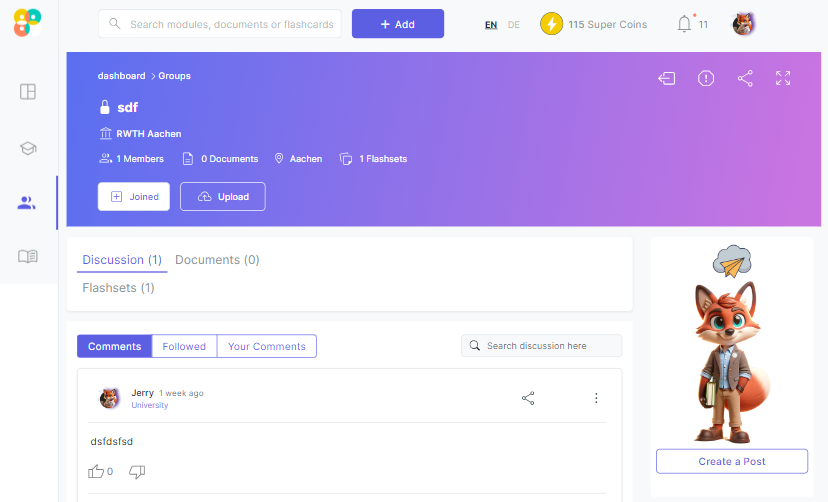 Search modules, documents or flashcards
+ Add
EN DE
115 Super Coins
11
dashboard > Groups
sdf
RWTH Aachen
1 Members 0 Documents Aachen 1 Flashsets
Joined Upload
Discussion (1) Documents (0)
Flashsets (1)
Comments Followed Your Comments
Search discussion here
Jerry 1 week ago
University
dsfdsfsd
0
Create a Post